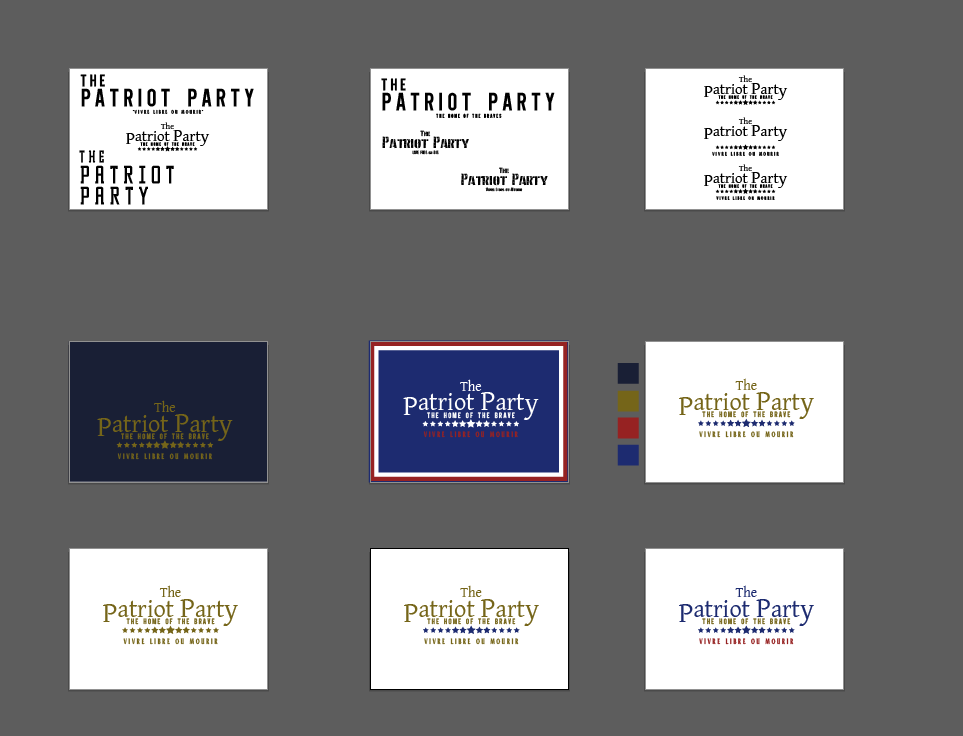 THE
PATRIOT PARTY
"VIVRE LIBRE OU MOURIR"
The
Patriot Party
THE HOME OF THE BRAVE
THE
PATRIOT
PARTY
THE
PATRIOT PARTY
THE HOME OF THE BRAVES
The
Patriot Party
The
Patriot Party
Vivre Libre ou Mourir
The
Patriot Party
THE HOME OF THE BRAVE
The
Patriot Party
VIVRE LIBRE OU MOURIR
The
Patriot Party
THE HOME OF THE BRAVE
VIVRE LIBRE OU MOURIR
The
Patriot Party
THE HOME OF THE BRAVE
VIVRE LIBRE OU MOURIR
The
Patriot Party
THE HOME OF THE BRAVE
VIVRE LIBRE OU MOURIR
The
Patriot Party
THE HOME OF THE BRAVE
VIVRE LIBRE OU MOURIR
The
Patriot Party
THE HOME OF THE BRAVE
VIVRE LIBRE OU MOURIR
The
Patriot Party
THE HOME OF THE BRAVE
VIVRE LIBRE OU MOURIR
The
Patriot Party
THE HOME OF THE BRAVE
VIVRE LIBRE OU MOURIR